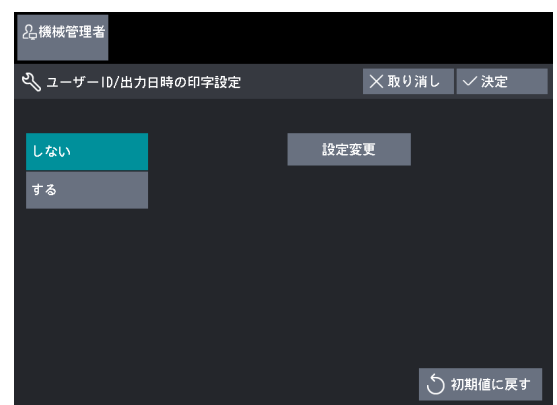 機械管理者
ユーザーID/出力日時の印字設定
取り消し
決定
しない
設定変更
する
初期値に戻す